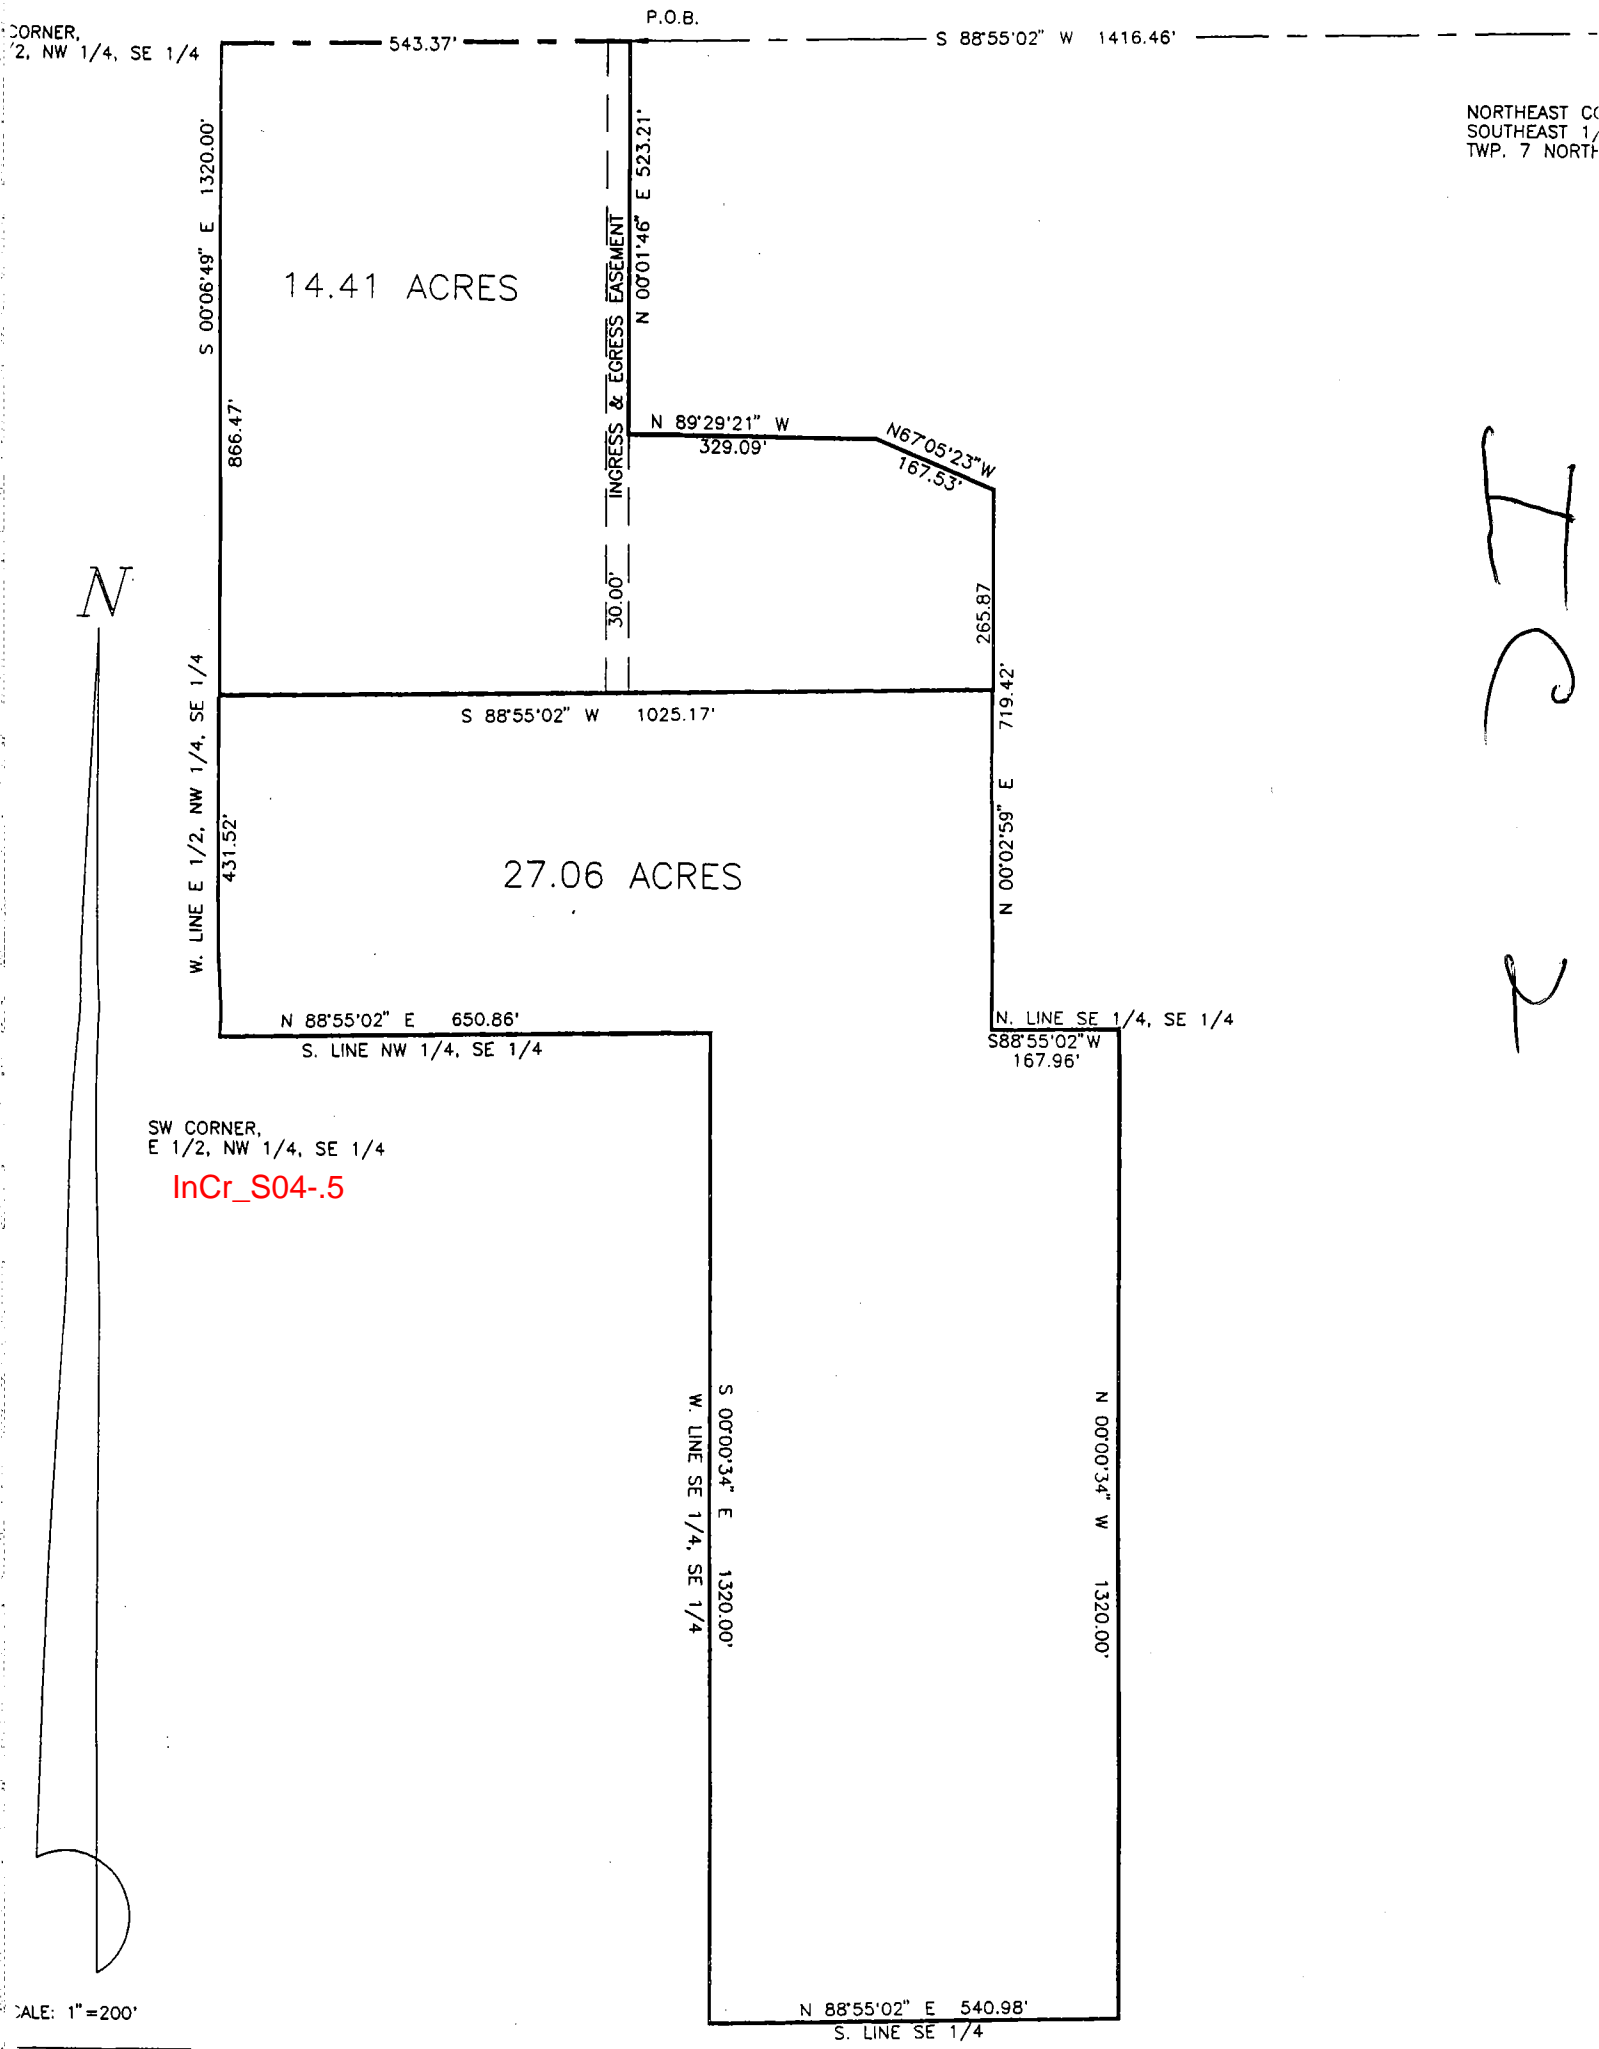 P.O.B.
CORNER,
/2, NW 1/4, SE 1/4
543.37'
S 88°55'02" W 1416.46'
NORTHEAST CO
SOUTHEAST 1/
TWP. 7 NORTH
S 00°06'49" E 1320.00'
N 00°01'46" E 523.21'
14.41 ACRES
INGRESS & EGRESS EASEMENT
866.47'
N 89°29'21" W
329.09'
N67°05'23"W
167.53'
30.00'
265.87
N
W. LINE E 1/2, NW 1/4, SE 1/4
S 88°55'02" W 1025.17'
N 00°02'59" E 719.42'
431.52'
27.06 ACRES
N 88°55'02" E 650.86'
S. LINE NW 1/4, SE 1/4
N. LINE SE 1/4, SE 1/4
S88°55'02"W
167.96'
SW CORNER,
E 1/2, NW 1/4, SE 1/4
InCr_S04-.5
W. LINE SE 1/4, SE 1/4
S 00°00'34" E 1320.00'
N 00°00'34" W 1320.00'
N 88°55'02" E 540.98'
S. LINE SE 1/4
CALE: 1"=200'